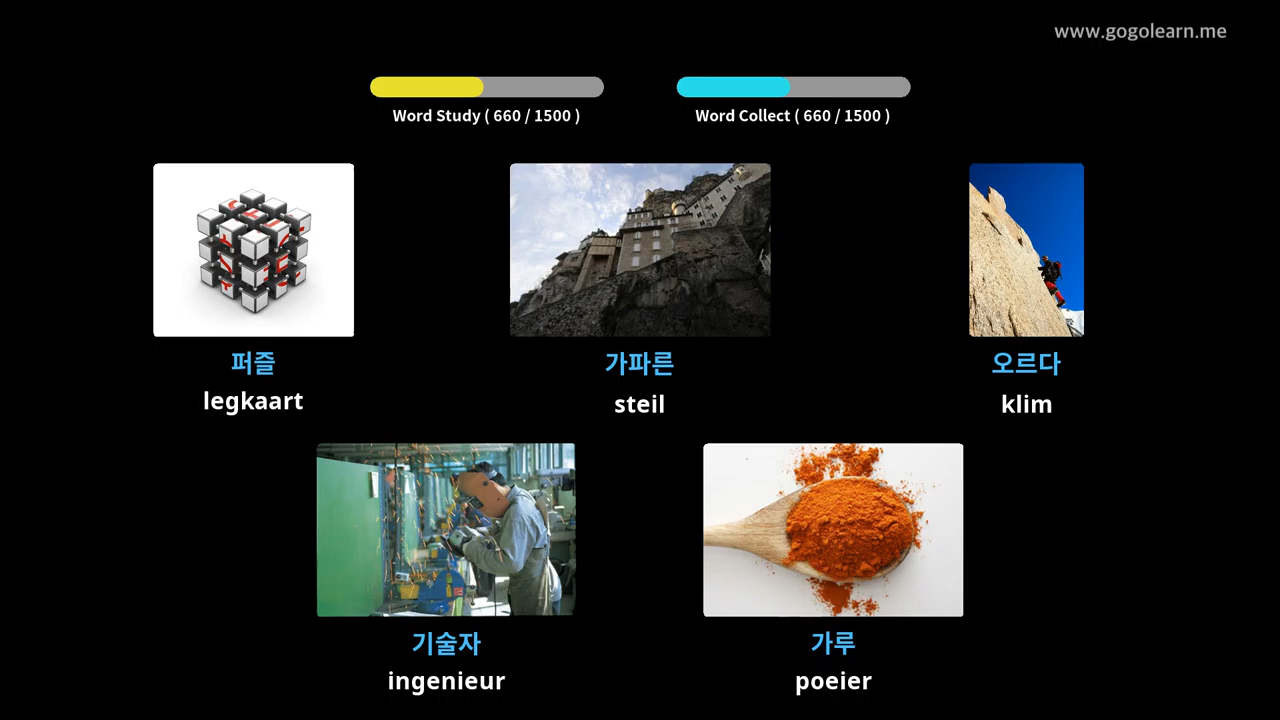 www.gogolearn.me
Word Study ( 660 / 1500 )
Word Collect ( 660 / 1500 )
퍼즐
legkaart
가파른
steil
오르다
klim
기술자
ingenieur
가루
poeier